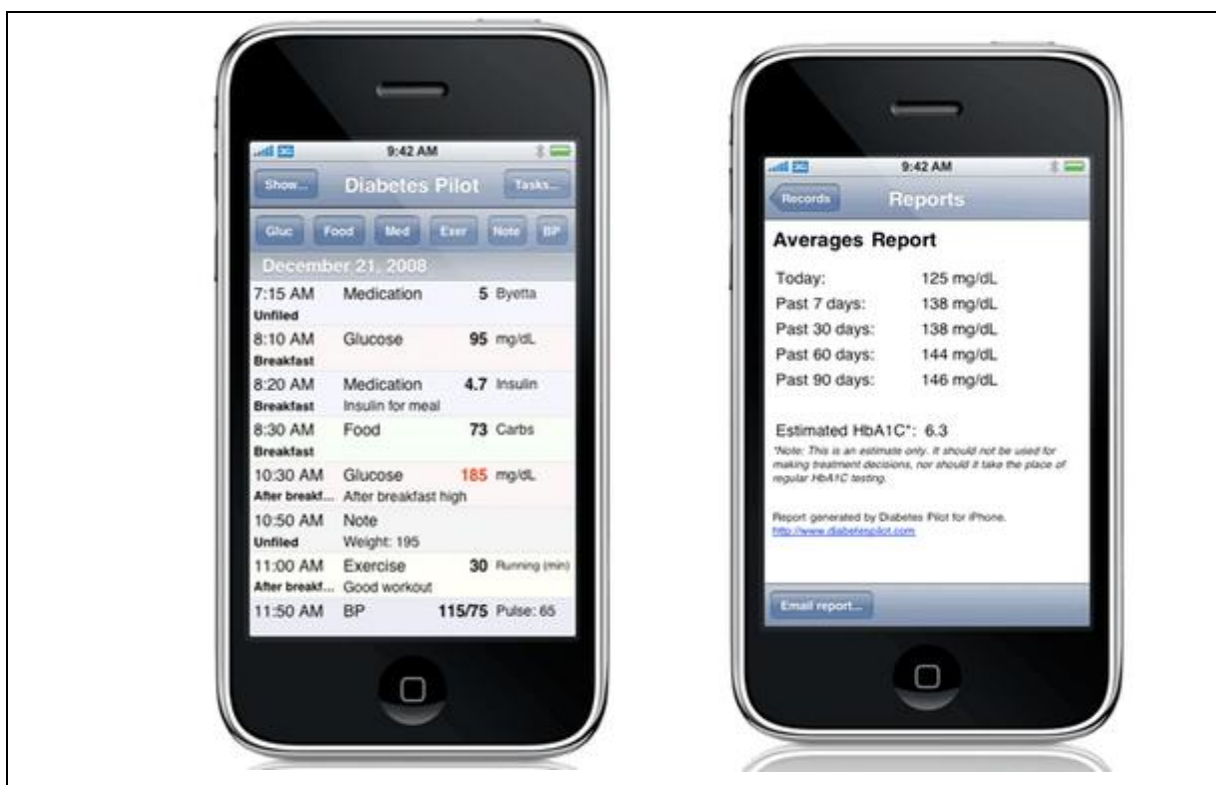 9:42 AM
Show...
Diabetes Pilot
Tasks...
Gluc Food Med Exer Note BP
December 21, 2008
7:15 AM Medication 5 Byetta
Unfiled
8:10 AM Glucose 95 mg/dL
Breakfast
8:20 AM Medication 4.7 Insulin
Breakfast Insulin for meal
8:30 AM Food 73 Carbs
Breakfast
10:30 AM Glucose 185 mg/dL
After breakf... After breakfast high
10:50 AM Note
Unfiled Weight: 195
11:00 AM Exercise 30 Running (min)
After breakf... Good workout
11:50 AM BP 115/75 Pulse: 65
9:42 AM
Records
Reports
Averages Report
Today: 125 mg/dL
Past 7 days: 138 mg/dL
Past 30 days: 138 mg/dL
Past 60 days: 144 mg/dL
Past 90 days: 146 mg/dL
Estimated HbA1C*: 6.3
*Note: This is an estimate only. It should not be used for
making treatment decisions, nor should it take the place of
regular HbA1C testing.
Report generated by Diabetes Pilot for iPhone.
http://www.diabetespilot.com
Email report...